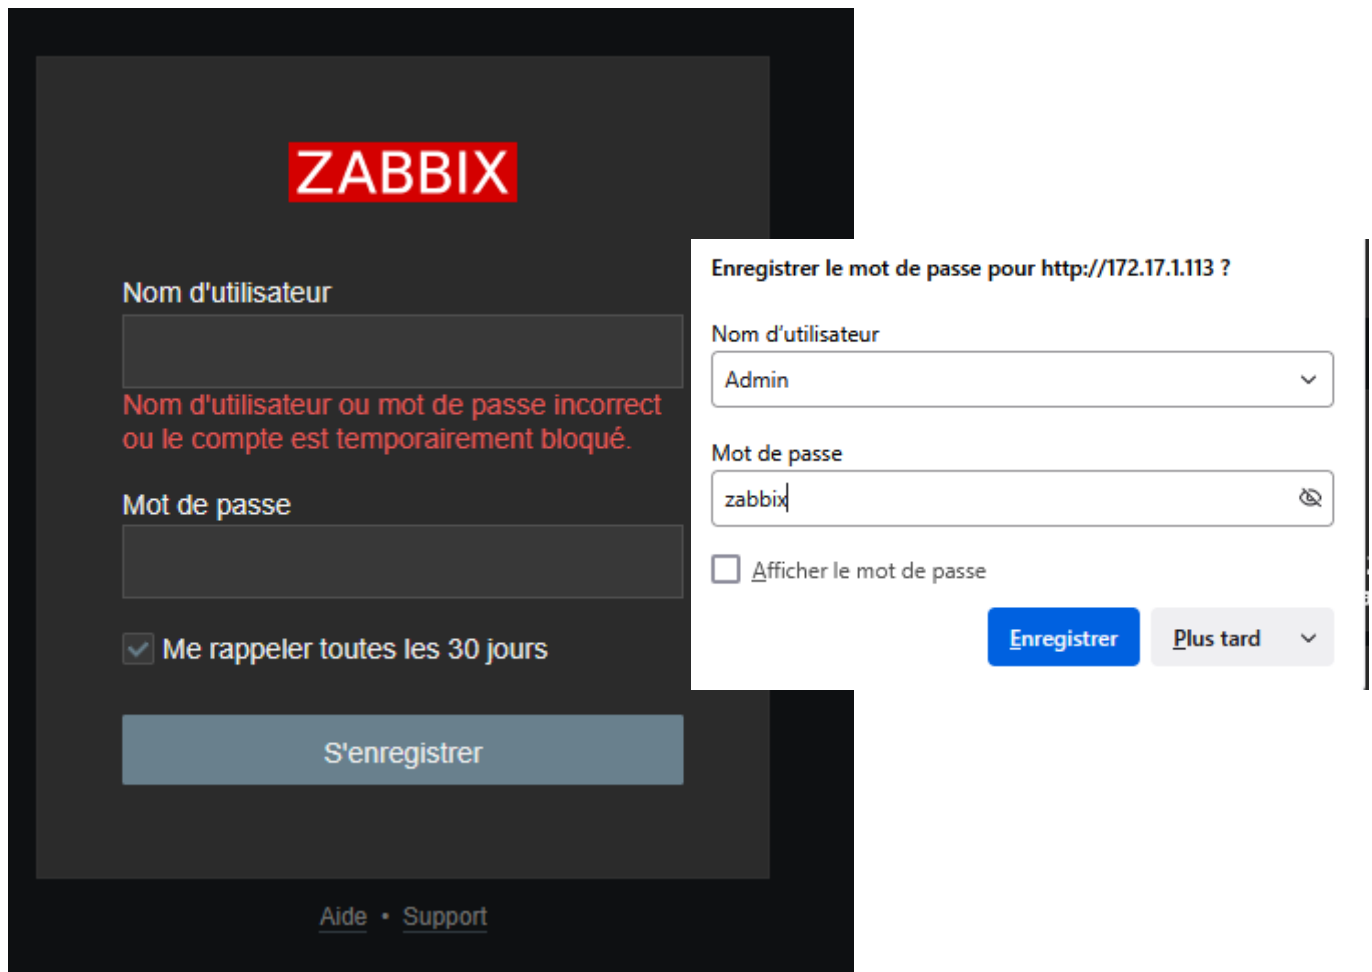 ZABBIX
Nom d'utilisateur
Nom d'utilisateur ou mot de passe incorrect
ou le compte est temporairement bloqué.
Mot de passe
Me rappeler toutes les 30 jours
S'enregistrer
Aide • Support
Enregistrer le mot de passe pour http://172.17.1.113 ?
Nom d’utilisateur
Admin
Mot de passe
zabbix
Afficher le mot de passe
Enregistrer Plus tard